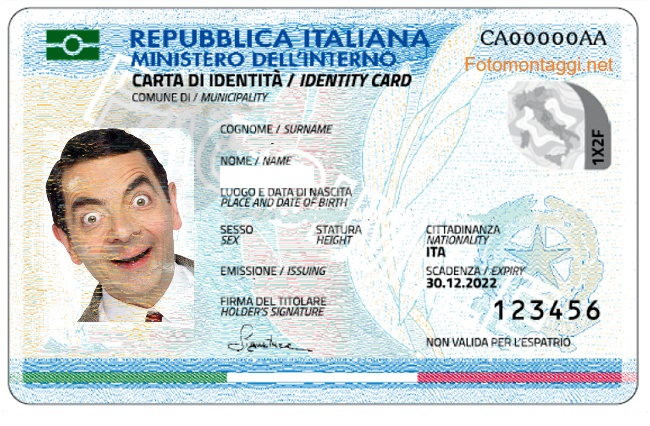 REPUBBLICA ITALIANA
CA00000AA
MINISTERO DELL'INTERNO
Fotomontaggi.net
CARTA DI IDENTITÀ / IDENTITY CARD
COMUNE DI / MUNICIPALITY
COGNOME / SURNAME
1X2F
NOME / NAME
LUOGO E DATA DI NASCITA
PLACE AND DATE OF BIRTH
SESSO
SEX
STATURA
HEIGHT
CITTADINANZA
NATIONALITY
ITA
EMISSIONE / ISSUING
SCADENZA / EXPIRY
30.12.2022
FIRMA DEL TITOLARE
HOLDER'S SIGNATURE
123456
Signature
NON VALIDA PER L'ESPATRIO